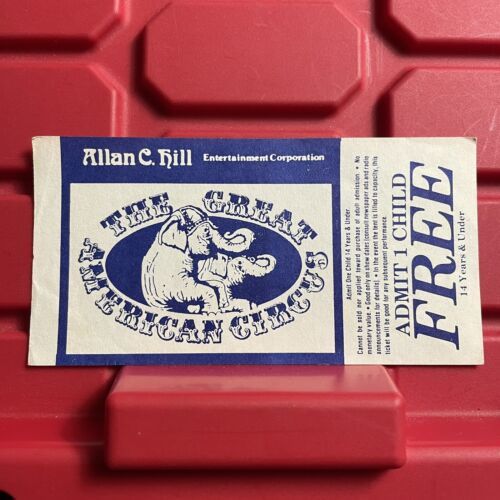 Allan C. Hill
Entertainment Corporation
THE GREAT
AMERICAN CIRCUS
Admit One Child 14 Years & Under
Cannot be sold nor applied toward purchase of adult admission • No
monetary value. • Good only on show dates (consult newspaper ads and radio
announcements for details). • In the event the tent is filled to capacity, this
ticket will be good for any subsequent performance.
ADMIT 1 CHILD
FREE
14 Years & Under